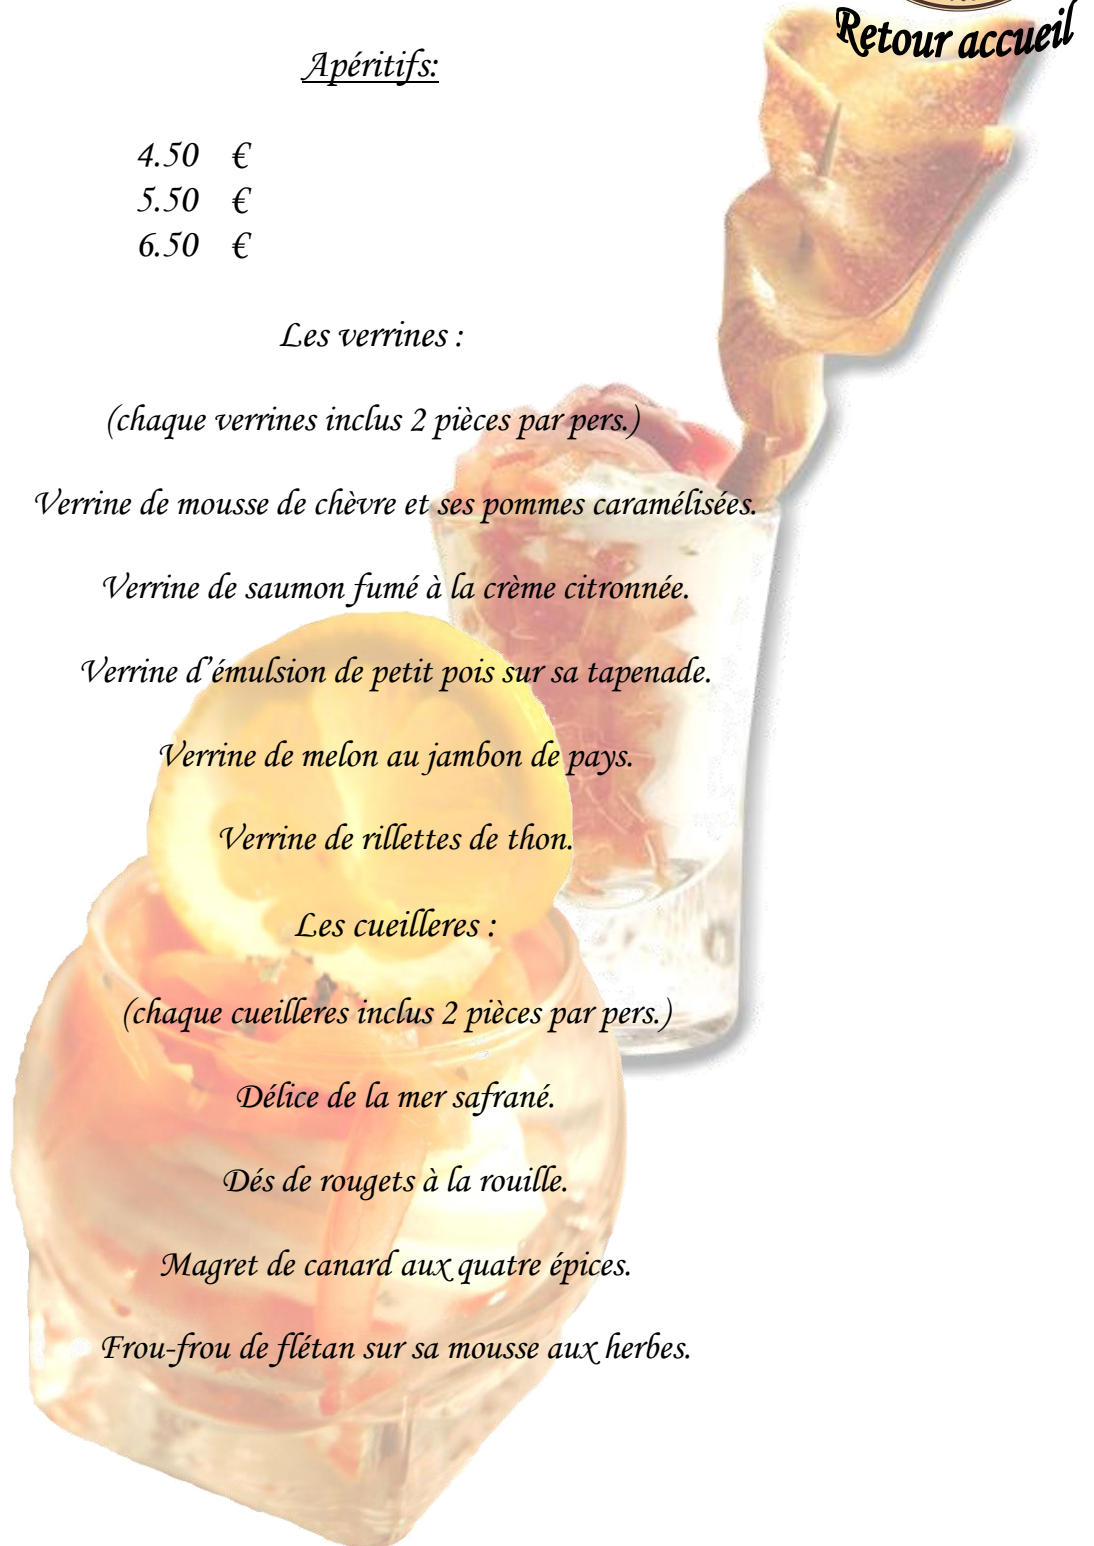 Retour accueil
Apéritifs:
4.50 €
5.50 €
6.50 €
Les verrines :
(chaque verrines inclus 2 pièces par pers.)
Verrine de mousse de chèvre et ses pommes caramélisées.
Verrine de saumon fumé à la crème citronnée.
Verrine d’émulsion de petit pois sur sa tapenade.
Verrine de melon au jambon de pays.
Verrine de rillettes de thon.
Les cueilleres :
(chaque cueilleres inclus 2 pièces par pers.)
Délice de la mer safrané.
Dés de rougets à la rouille.
Magret de canard aux quatre épices.
Frou-frou de flétan sur sa mousse aux herbes.